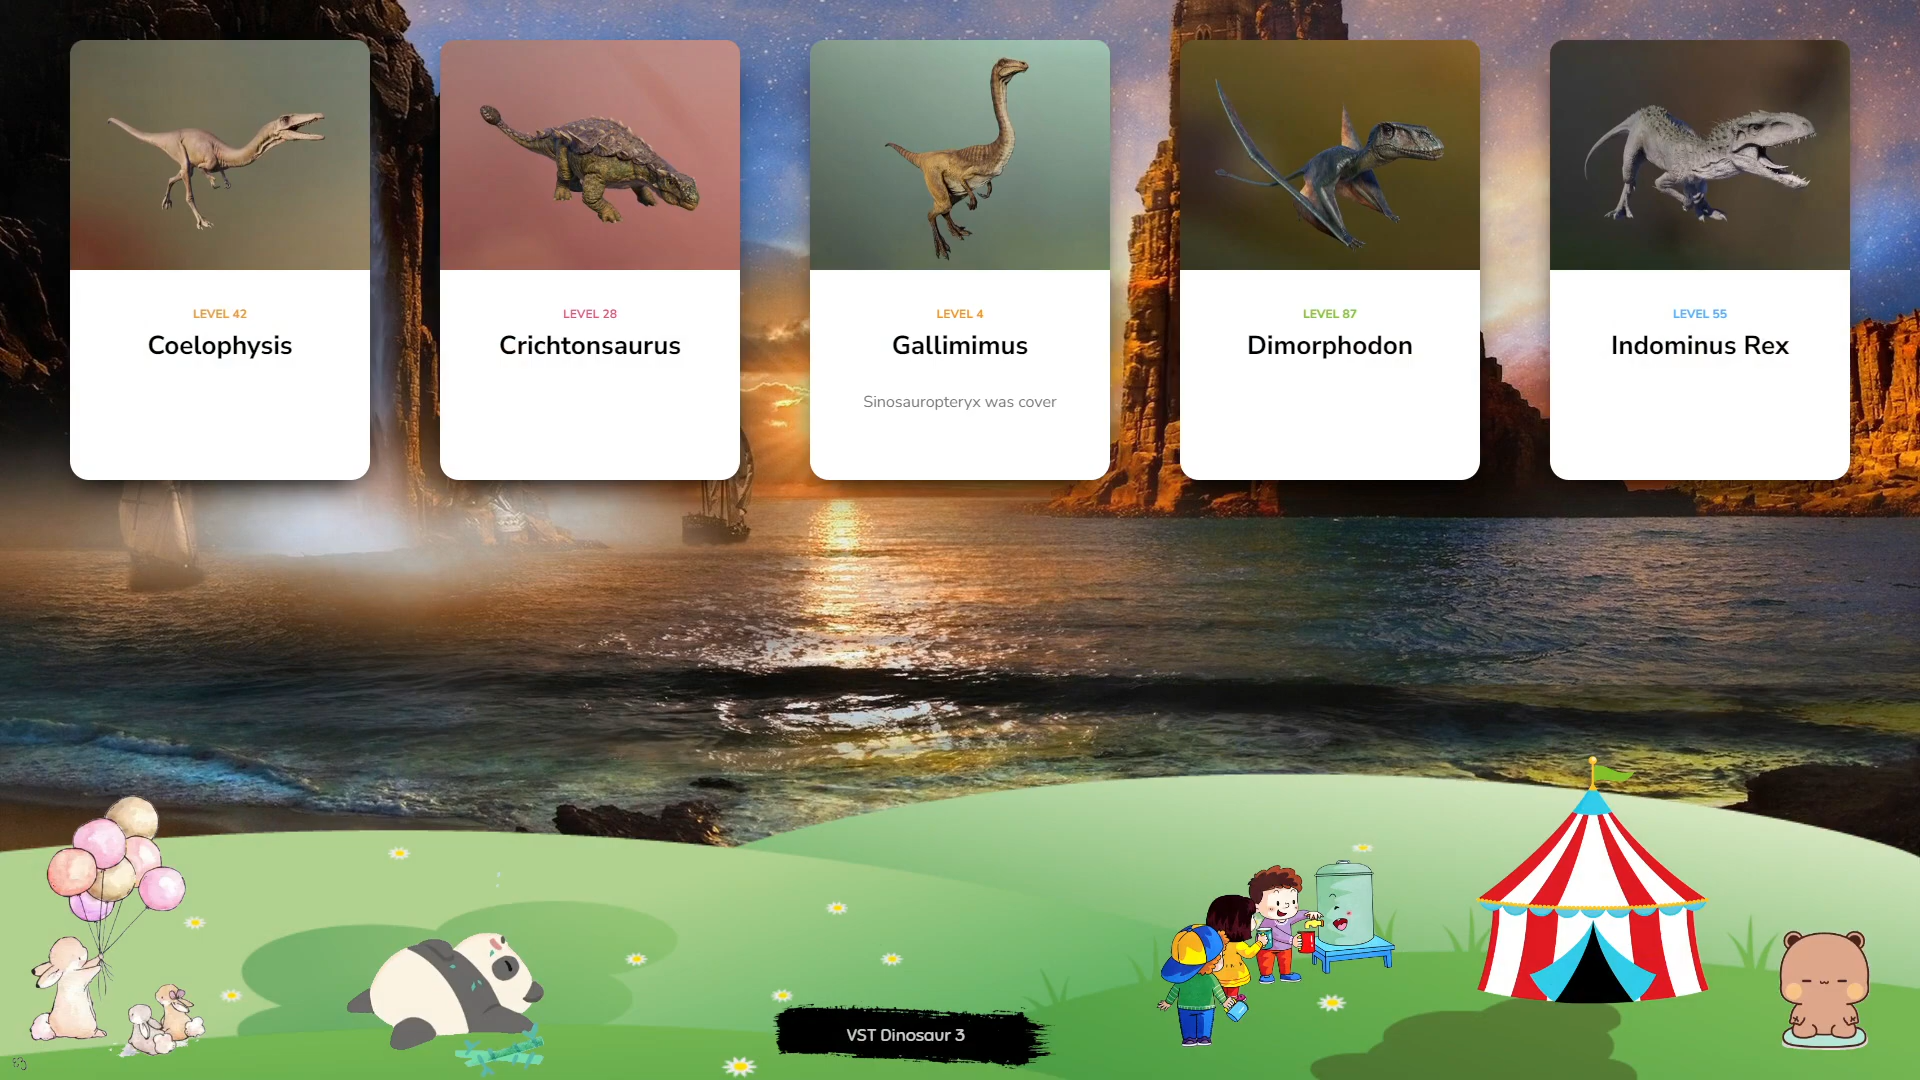 LEVEL 42
Coelophysis
LEVEL 28
Crichtonsaurus
LEVEL 4
Gallimimus
Sinosauropteryx was cover
LEVEL 87
Dimorphodon
LEVEL 55
Indominus Rex
VST Dinosaur 3